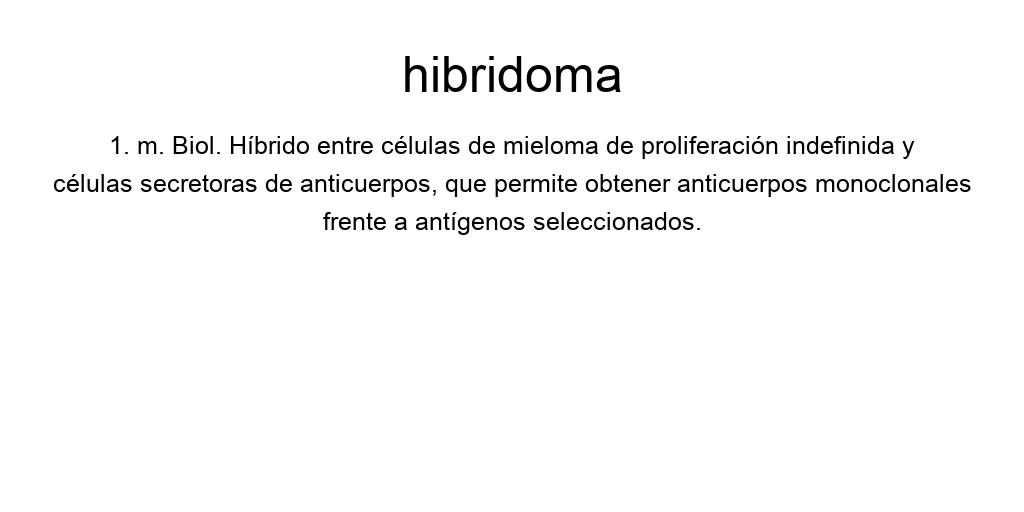 hibridoma
1. m. Biol. Híbrido entre células de mieloma de proliferación indefinida y
células secretoras de anticuerpos, que permite obtener anticuerpos monoclonales
frente a antígenos seleccionados.